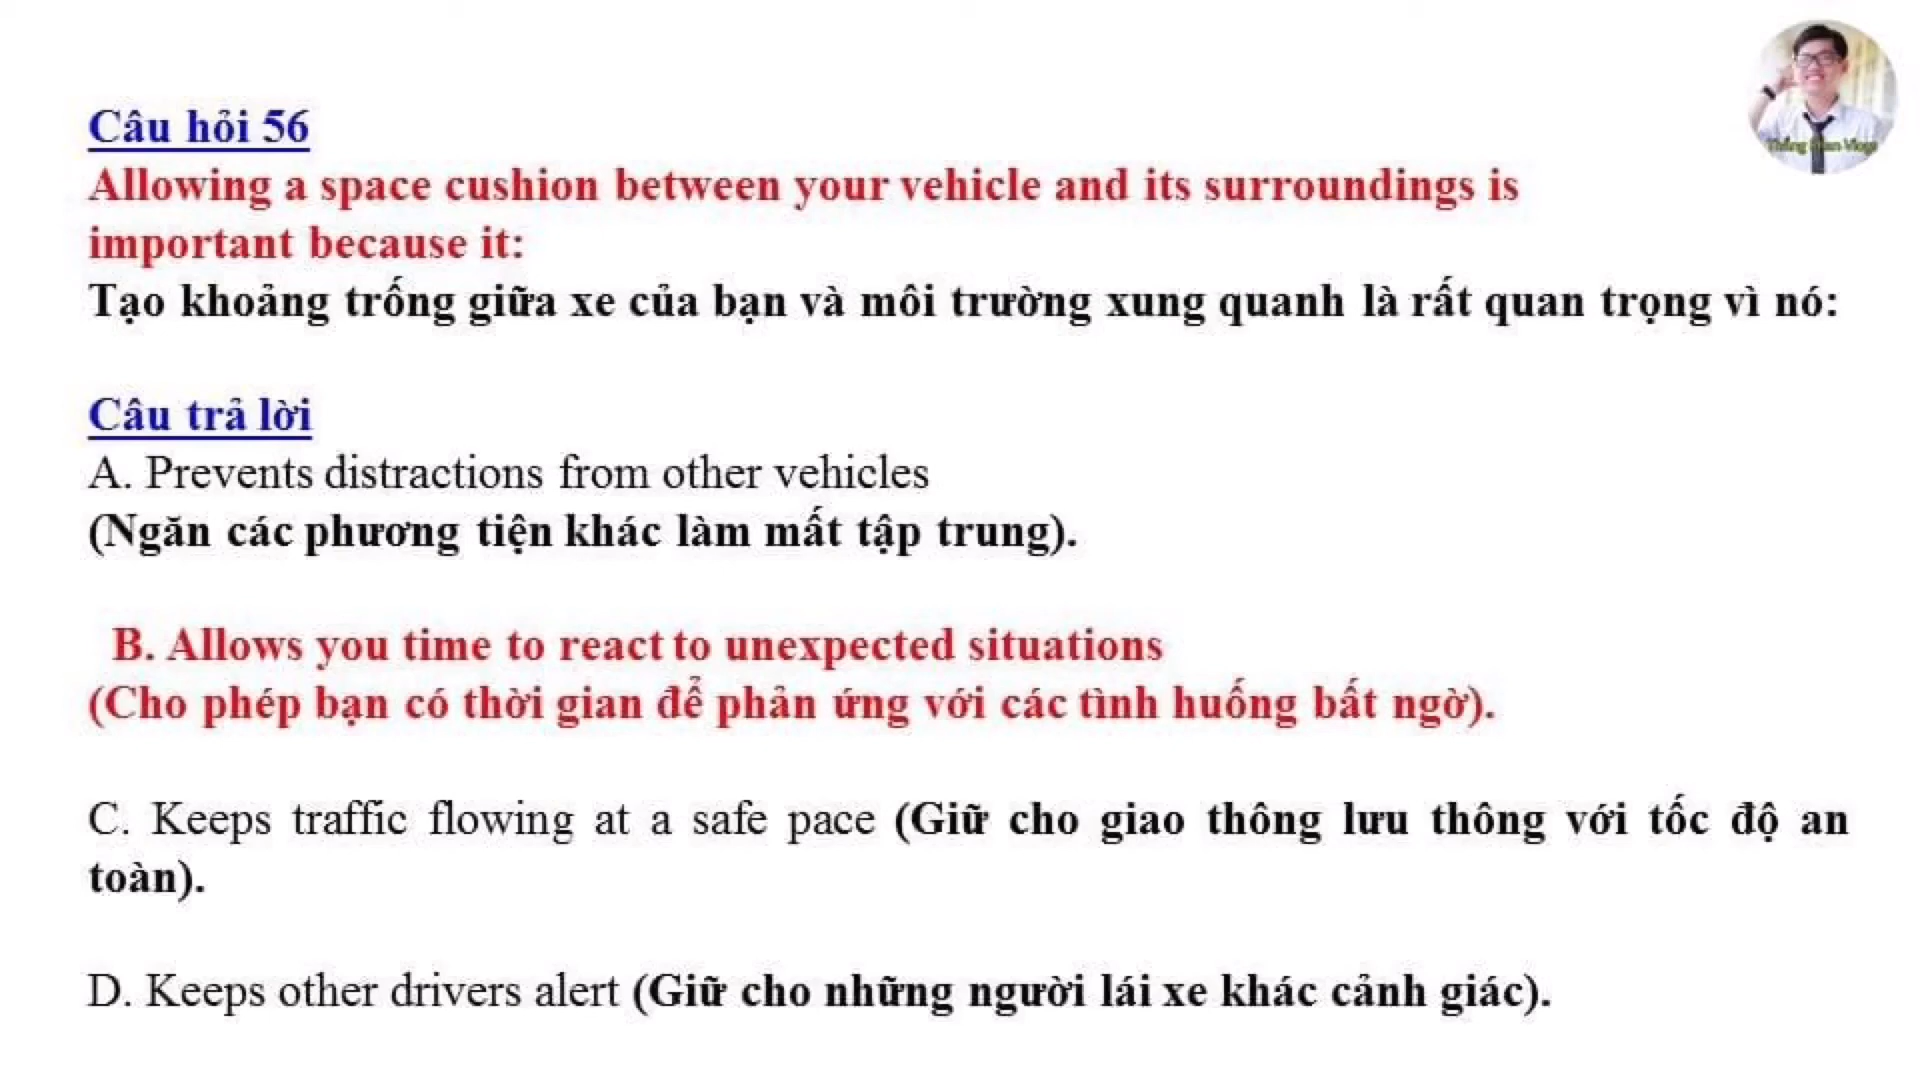 Câu hỏi 56
Allowing a space cushion between your vehicle and its surroundings is
important because it:
Tạo khoảng trống giữa xe của bạn và môi trường xung quanh là rất quan trọng vì nó:
Câu trả lời
A. Prevents distractions from other vehicles
(Ngăn các phương tiện khác làm mất tập trung).
B. Allows you time to react to unexpected situations
(Cho phép bạn có thời gian để phản ứng với các tình huống bất ngờ).
C. Keeps traffic flowing at a safe pace (Giữ cho giao thông lưu thông với tốc độ an
toàn).
D. Keeps other drivers alert (Giữ cho những người lái xe khác cảnh giác).